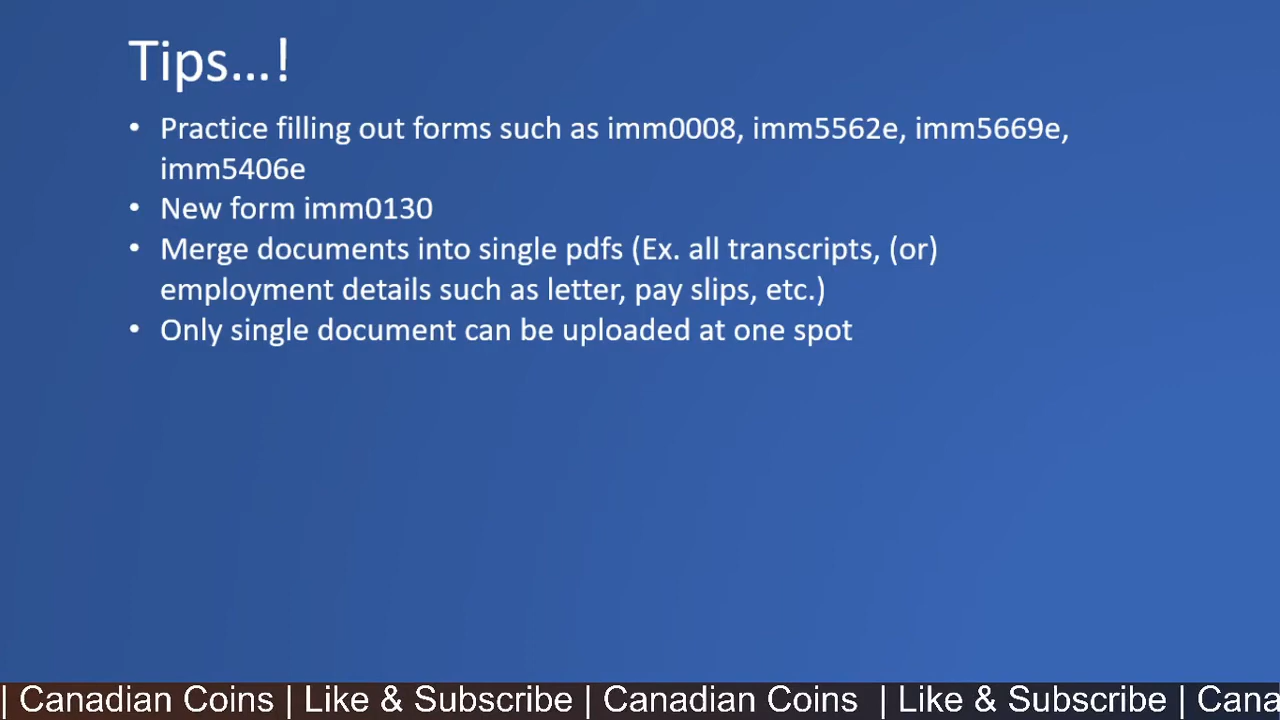 Tips...!
• Practice filling out forms such as imm0008, imm5562e, imm5669e,
imm5406e
• New form imm0130
• Merge documents into single pdfs (Ex. all transcripts, (or)
employment details such as letter, pay slips, etc.)
• Only single document can be uploaded at one spot
| Canadian Coins | Like & Subscribe | Canadian Coins | Like & Subscribe | Cana